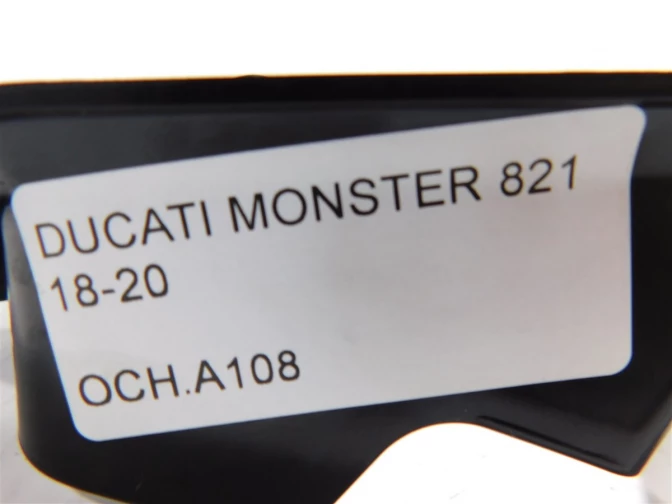 DUCATI MONSTER 821
18-20
OCH.A108